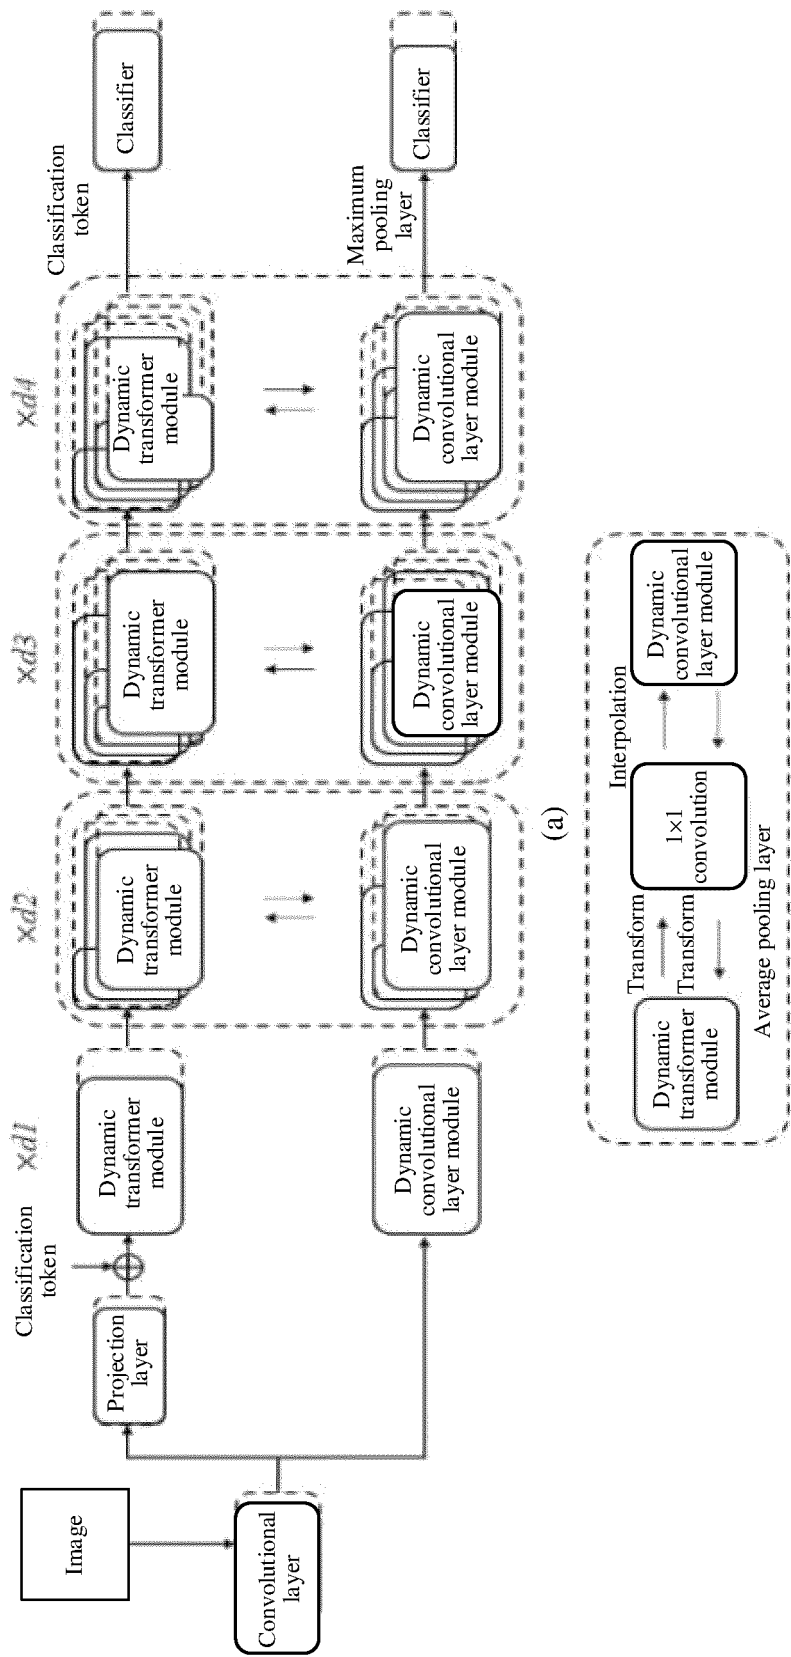 Image
Convolutional
layer
Projection
layer
Classification
token
×d1
Dynamic
transformer
module
Dynamic
convolutional
layer module
×d2
Dynamic
transformer
module
Dynamic
convolutional
layer module
×d3
Dynamic
transformer
module
Dynamic
convolutional
layer module
×d4
Dynamic
transformer
module
Dynamic
convolutional
layer module
Classification
token
Classifier
Maximum
pooling
layer
Classifier
(a)
Dynamic
transformer
module
Transform
Transform
1×1
convolution
Interpolation
Average pooling layer
Dynamic
convolutional
layer module